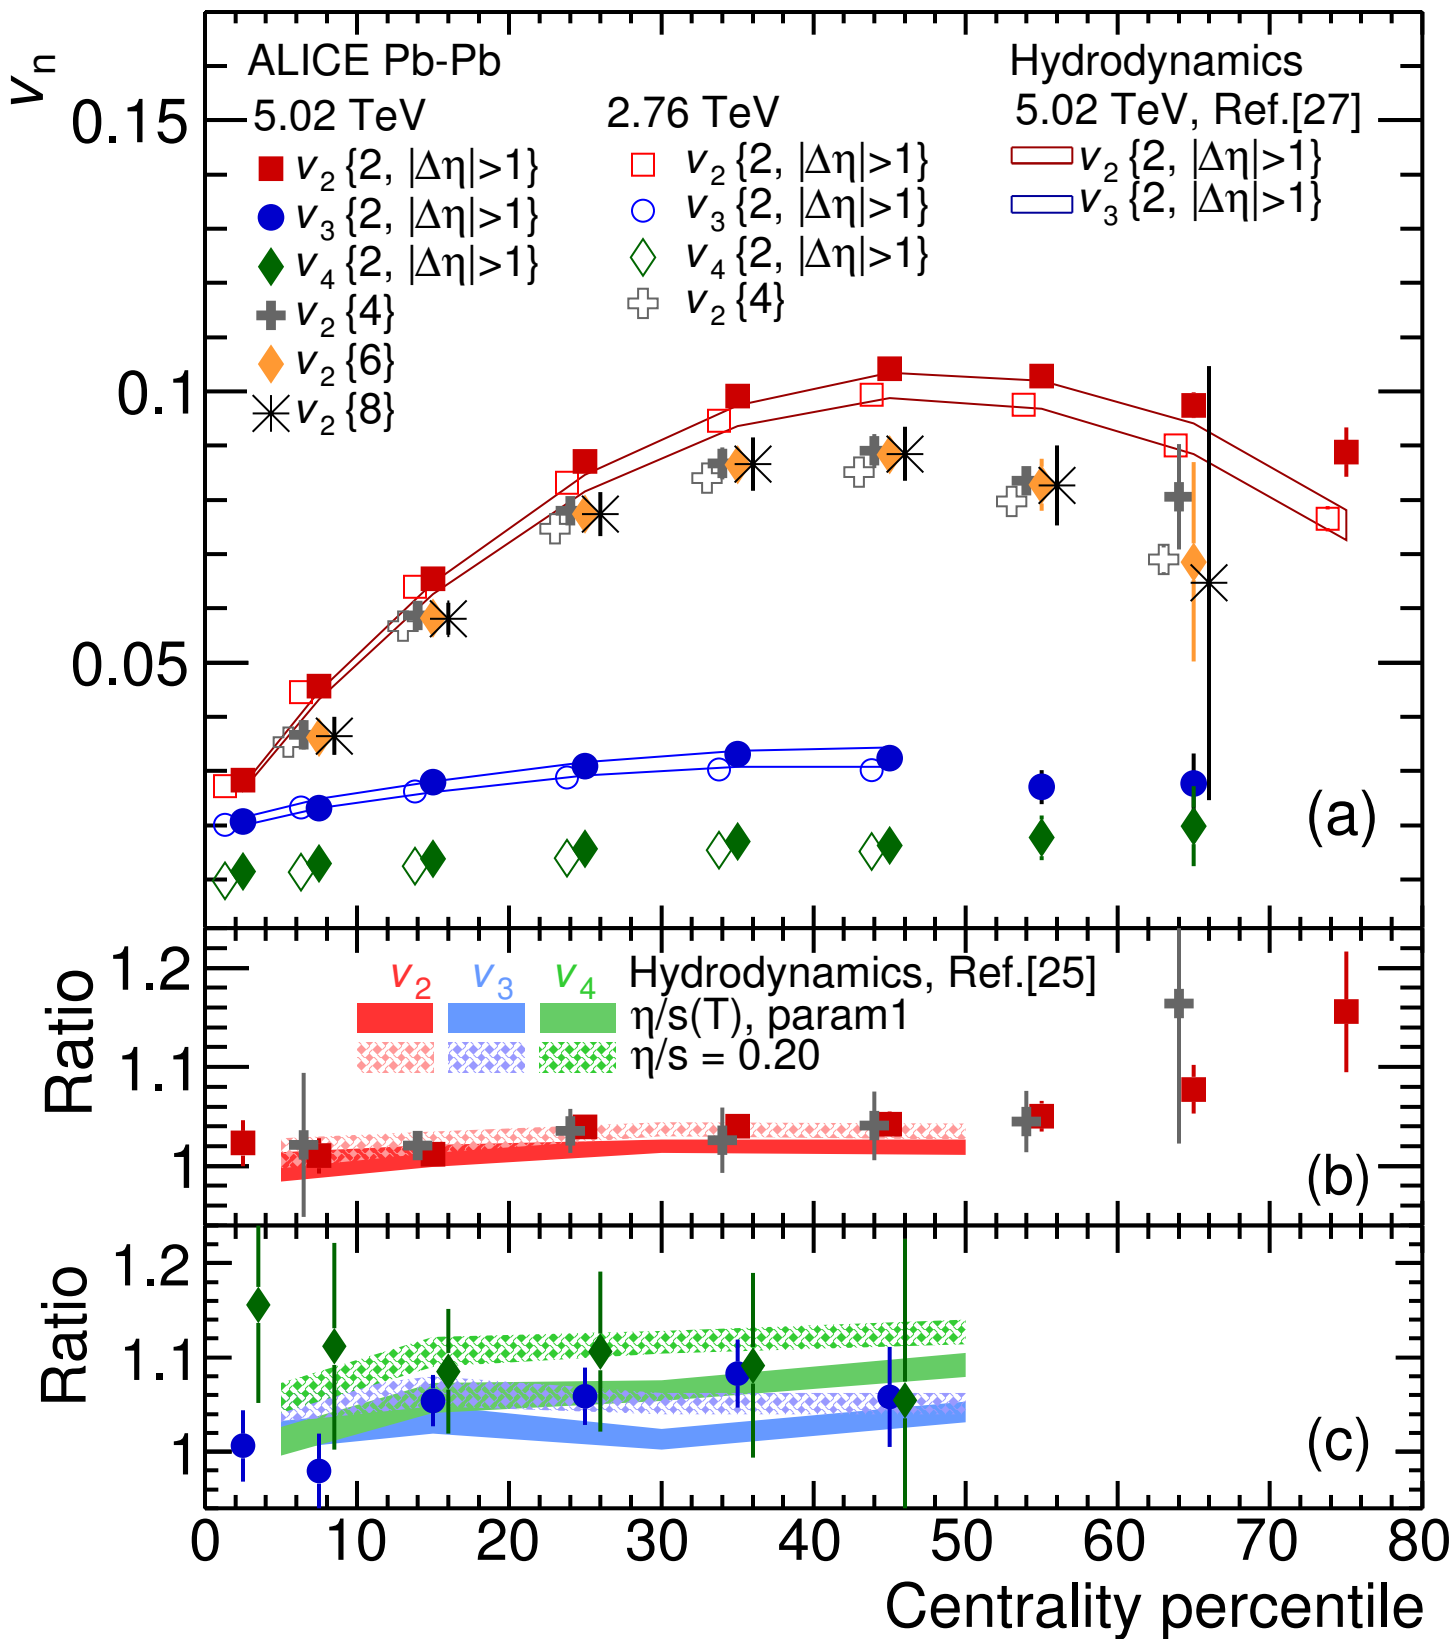 v_n
ALICE Pb-Pb
Hydrodynamics
5.02 TeV
2.76 TeV
5.02 TeV, Ref.[27]
v_2 {2, |Δη|>1}
v_2 {2, |Δη|>1}
v_2 {2, |Δη|>1}
v_3 {2, |Δη|>1}
v_3 {2, |Δη|>1}
v_3 {2, |Δη|>1}
v_4 {2, |Δη|>1}
v_4 {2, |Δη|>1}
v_2 {4}
v_2 {4}
v_2 {6}
v_2 {8}
0.15
0.1
0.05
(a)
Ratio
1.2
1.1
1
v_2 v_3 v_4 Hydrodynamics, Ref.[25]
η/s(T), param1
η/s = 0.20
(b)
Ratio
1.2
1.1
1
(c)
0 10 20 30 40 50 60 70 80
Centrality percentile